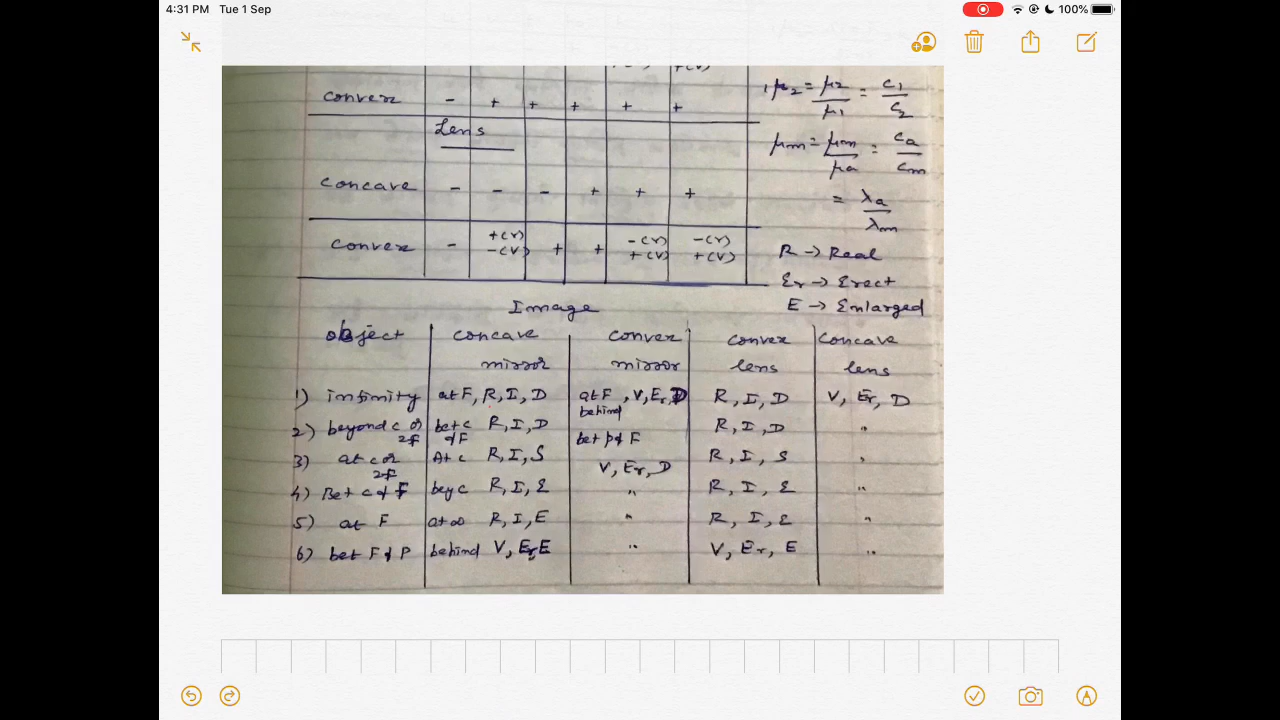 4:31 PM Tue 1 Sep 100%
+(V)
convex - + + + + +
Lens
concave - - - + + +
convex - +(r) -(V) + + -(r) +(V) -(r) +(V)
₁μ₂ = μ₂/μ₁ = c₁/c₂
μm = μm/μa = ca/cm
= λa/λm
R → Real
Er → Erect
E → Enlarged
Image
object concave mirror convex mirror convex lens concave lens
1) infinity at F, R, I, D at F behind, V, Er, D R, I, D V, Er, D
2) beyond c or 2F bet c & F R, I, D bet p & F R, I, D "
3) at c or 2F At c R, I, S V, Er, D R, I, S "
4) Bet c & F bey c R, I, E " R, I, E "
5) at F at ∞ R, I, E " R, I, E "
6) bet F & P behind V, Er, E " V, Er, E "